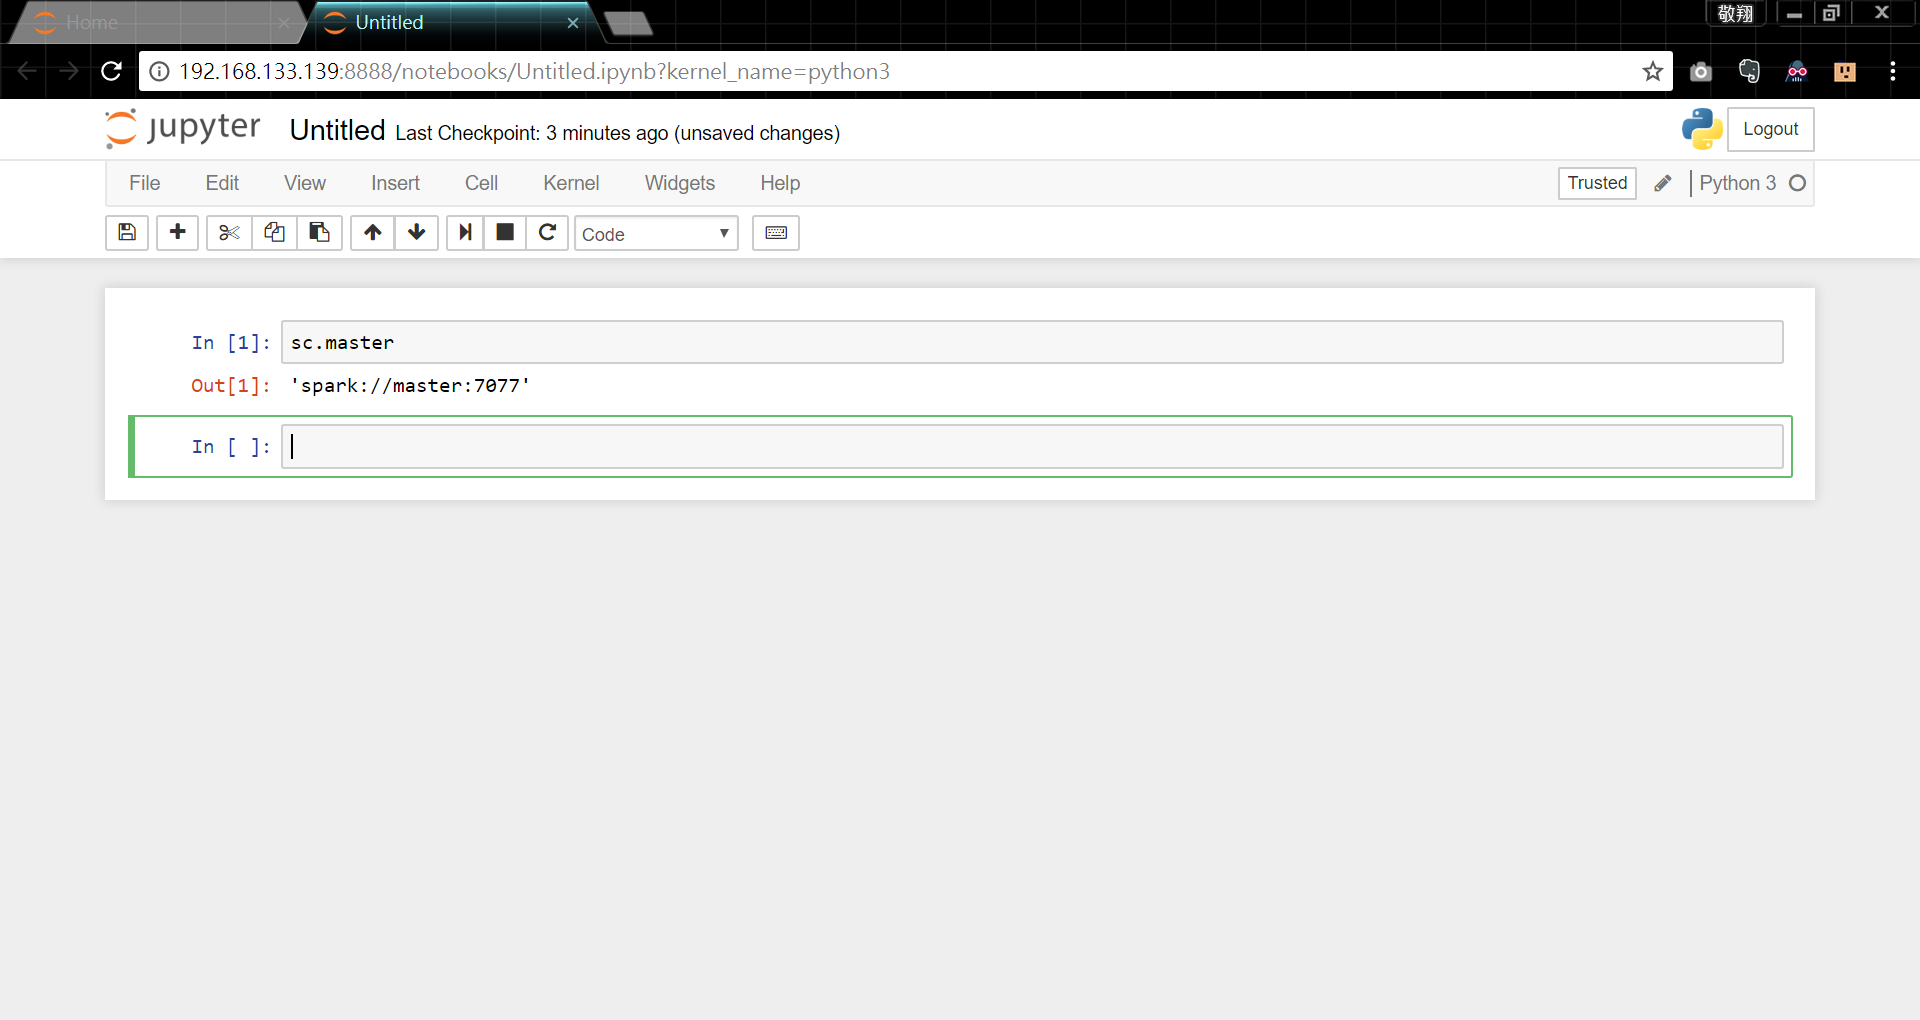 Home
Untitled
敬翔
192.168.133.139:8888/notebooks/Untitled.ipynb?kernel_name=python3
jupyter Untitled Last Checkpoint: 3 minutes ago (unsaved changes)
Logout
File Edit View Insert Cell Kernel Widgets Help
Trusted
Python 3
Code
In [1]: sc.master
Out[1]: 'spark://master:7077'
In [ ]: